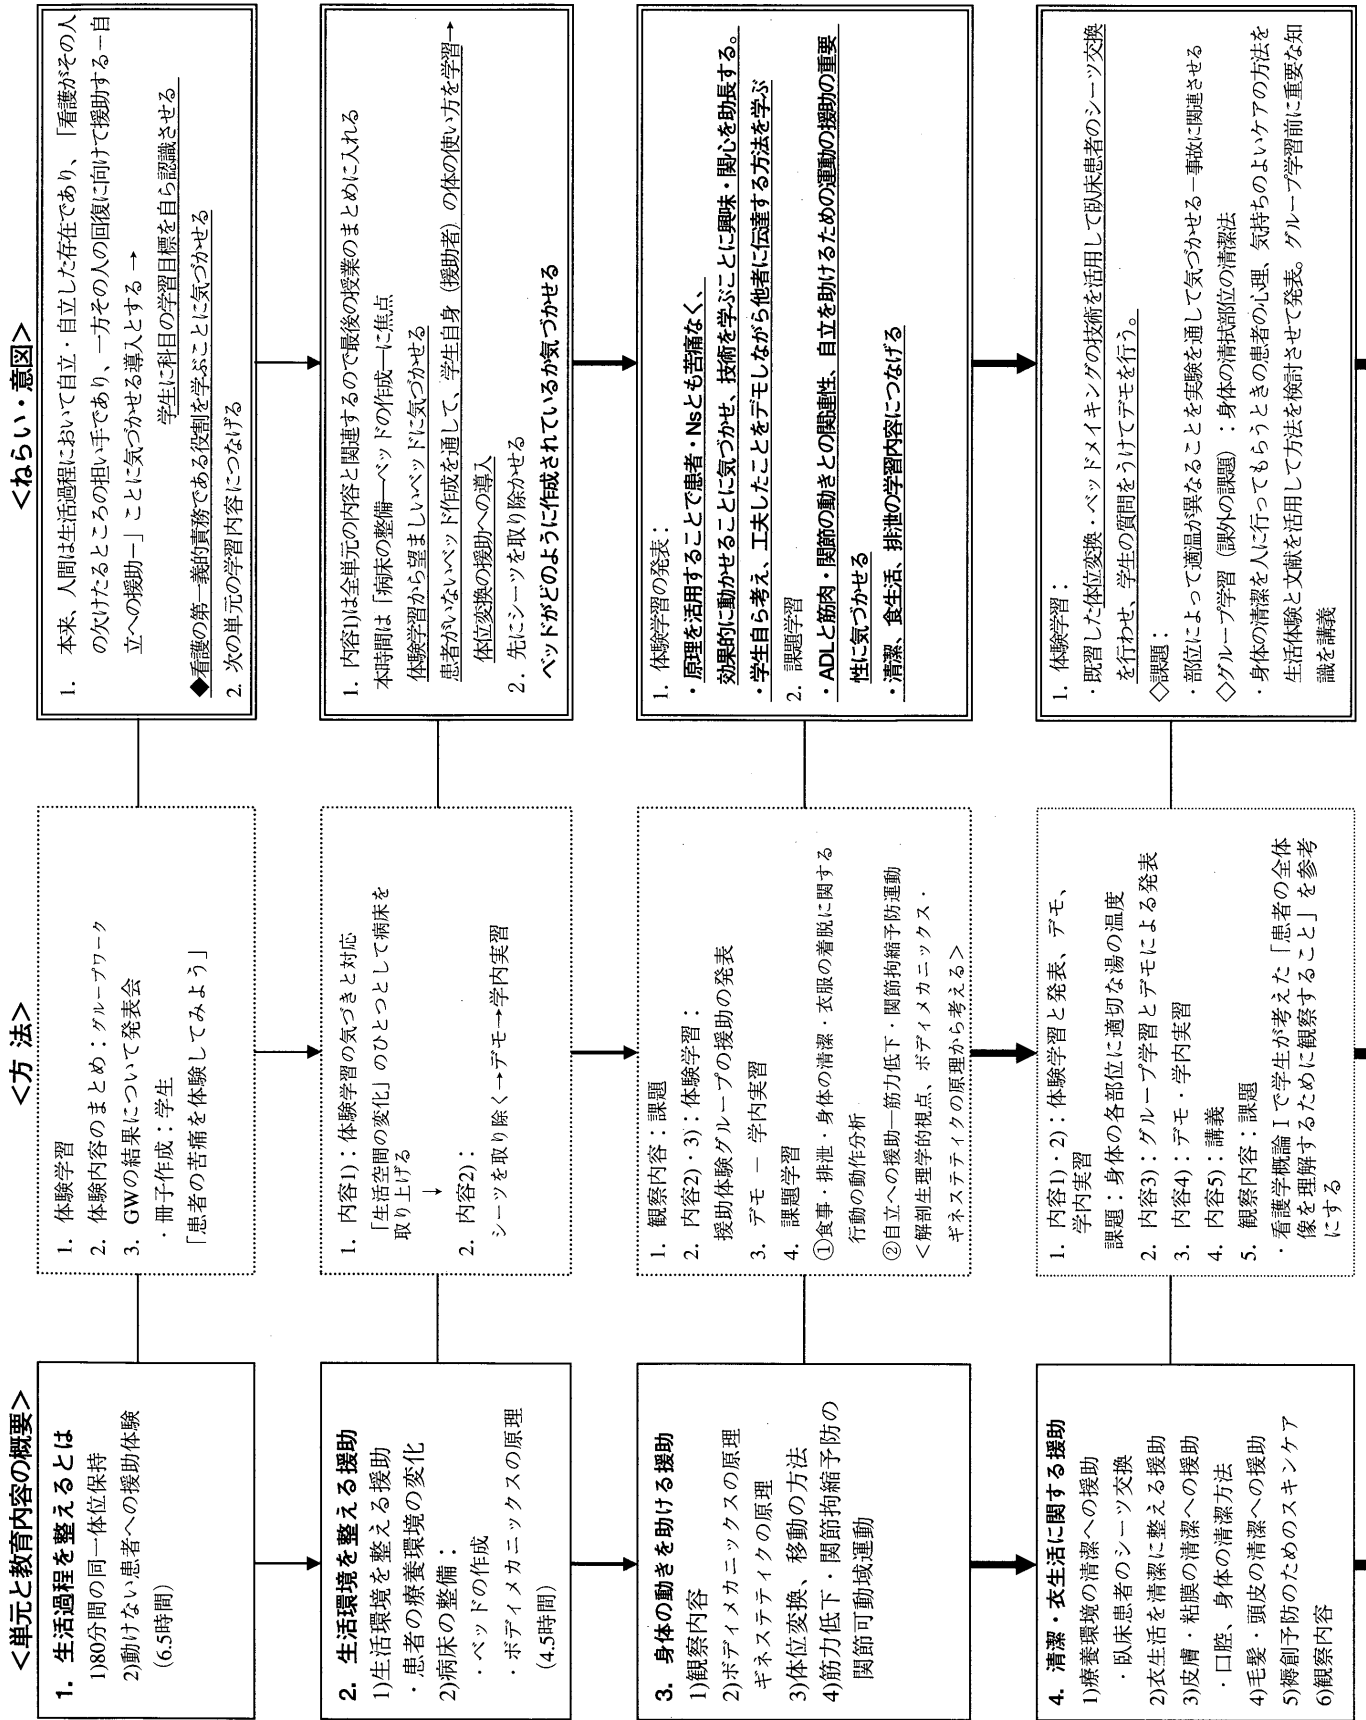 ＜単元と教育内容の概要＞
1. 生活過程を整えるとは
1)80分間の同一体位保持
2)動けない患者への援助体験
(6.5時間)
2. 生活環境を整える援助
1)生活環境を整える援助
・患者の療養環境の変化
2)病床の整備：
・ベッドの作成
・ボディメカニックスの原理
(4.5時間)
3. 身体の動きを助ける援助
1)観察内容
2)ボディメカニックスの原理
ギネスティクの原理
3)体位変換、移動の方法
4)筋力低下・関節拘縮予防の
関節可動域運動
4. 清潔・衣生活に関する援助
1)療養環境の清潔への援助
・臥床患者のシーツ交換
2)衣生活を清潔に整える援助
3)皮膚・粘膜の清潔への援助
・口腔、身体の清潔方法
4)毛髪・頭皮の清潔への援助
5)褥創予防のためのスキンケア
6)観察内容
＜方 法＞
1. 体験学習
2. 体験内容のまとめ：グループワーク
3. GWの結果について発表会
・冊子作成：学生
「患者の苦痛を体験してみよう」
1. 内容1)：体験学習の気づきと対応
「生活空間の変化」のひとつとして病床を
取り上げる
↓
2. 内容2)：
シーツを取り除く→デモ→学内実習
1. 観察内容：課題
2. 内容2)・3)：体験学習：
援助体験グループの援助の発表
3. デモ － 学内実習
4. 課題学習
①食事・排泄・身体の清潔・衣服の着脱に関する
行動の動作分析
②自立への援助―筋力低下・関節拘縮予防運動
＜解剖生理学的視点、ボディメカニックス・
ギネスティクの原理から考える＞
1. 内容1)・2)：体験学習と発表、デモ、
学内実習
課題：身体の各部位に適切な湯の温度
2. 内容3)：グループ学習とデモによる発表
3. 内容4)：デモ・学内実習
4. 内容5)：講義
5. 観察内容：課題
・看護学概論Ⅰで学生が考えた「患者の全体
像を理解するために観察すること」を参考
にする
＜ねらい・意図＞
1. 本来、人間は生活過程において自立・自立した存在であり、「看護がその人
の欠けたるところの担い手であり、一方その人の回復に向けて援助する－自
立への援助－」ことに気づかせる導入とする →
学生に科目の学習目標を自ら認識させる
◆看護の第一義的責務である役割を学ぶことに気づかせる
2. 次の単元の学習内容につなげる
1. 内容1)は全単元の内容と関連するので最後の授業のまとめに入れる
本時間は「病床の整備―ベッドの作成―に焦点
体験学習から望ましいベッドに気づかせる
患者がいないベッド作成を通して、学生自身（援助者）の体の使い方を学習→
体位変換の援助への導入
2. 先にシーツを取り除かせる
ベッドがどのように作成されているか気づかせる
1. 体験学習の発表：
・原理を活用することで患者・Nsとも苦痛なく、
効果的に動かせることに気づかせ、技術を学ぶことに興味・関心を助長する。
・学生自ら考え、工夫したことをデモしながら他者に伝達する方法を学ぶ
2. 課題学習
・ADLと筋肉・関節の動きとの関連性、自立を助けるための運動の援助の重要
性に気づかせる
・清潔、食生活、排泄の学習内容につなげる
1. 体験学習：
・既習した体位変換・ベッドメイキングの技術を活用して臥床患者のシーツ交換
を行わせ、学生の質問をうけてデモを行う。
◇課題：
・部位によって適温が異なることを実験を通して気づかせる－事故に関連させる
◇グループ学習（課外の課題）：身体の清拭部位の清潔法
・身体の清潔を人に行ってもらうときの患者の心理、気持ちのよいケアの方法を
生活体験と文献を活用して方法を検討させて発表。グループ学習前に重要な知
識を講義